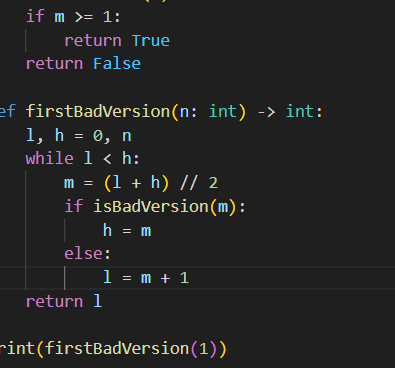 if m >= 1:
return True
return False
ef firstBadVersion(n: int) -> int:
l, h = 0, n
while l < h:
m = (l + h) // 2
if isBadVersion(m):
h = m
else:
l = m + 1
return l
rint(firstBadVersion(1))